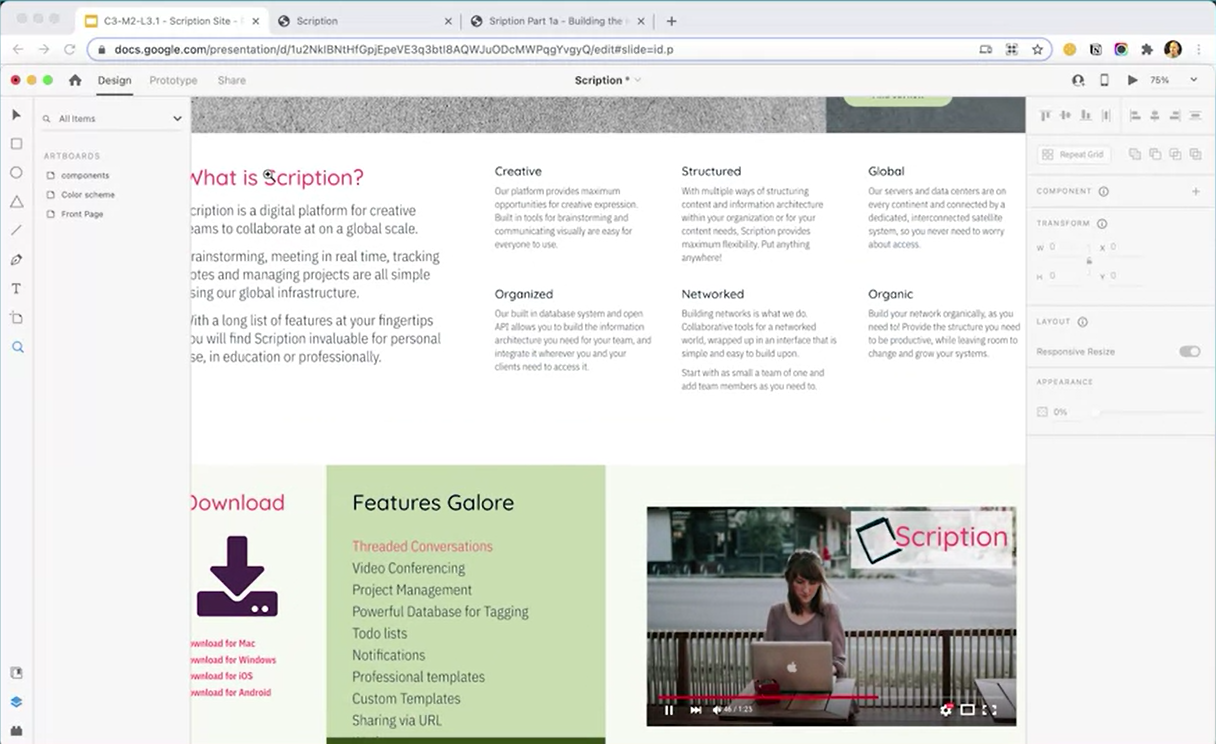 C3-M2-L3.1 - Scription Site -
Scription
Sription Part 1a - Building the
docs.google.com/presentation/d/1u2NklBNtHfGpjEpeVE3q3btl8AQWJuODcMWPqgYvgyQ/edit#slide=id.p
Design
Prototype
Share
Scription *
75%
All Items
ARTBOARDS
components
Color scheme
Front Page
What is Scription?
cription is a digital platform for creative
eams to collaborate at on a global scale.
rainstorming, meeting in real time, tracking
otes and managing projects are all simple
sing our global infrastructure.
ith a long list of features at your fingertips
ou will find Scription invaluable for personal
se, in education or professionally.
Creative
Our platform provides maximum
opportunities for creative expression.
Built in tools for brainstorming and
communicating visually are easy for
everyone to use.
Structured
With multiple ways of structuring
content and information architecture
within your organization or for your
content needs, Scription provides
maximum flexibility. Put anything
anywhere!
Global
Our servers and data centers are on
every continent and connected by a
dedicated, interconnected satellite
system, so you never need to worry
about access.
Organized
Our built in database system and open
API allows you to build the information
architecture you need for your team, and
integrate it wherever you and your
clients need to access it.
Networked
Building networks is what we do.
Collaborative tools for a networked
world, wrapped up in an interface that is
simple and easy to build upon.
Start with as small a team of one and
add team members as you need to.
Organic
Build your network organically, as you
need to! Provide the structure you need
to be productive, while leaving room to
change and grow your systems.
Download
ownload for Mac
ownload for Windows
ownload for iOS
ownload for Android
Features Galore
Threaded Conversations
Video Conferencing
Project Management
Powerful Database for Tagging
Todo lists
Notifications
Professional templates
Custom Templates
Sharing via URL
Scription
:46 / 1:23
Repeat Grid
COMPONENT
TRANSFORM
W 0 X 0
H 0 Y 0
LAYOUT
Responsive Resize
APPEARANCE
0%